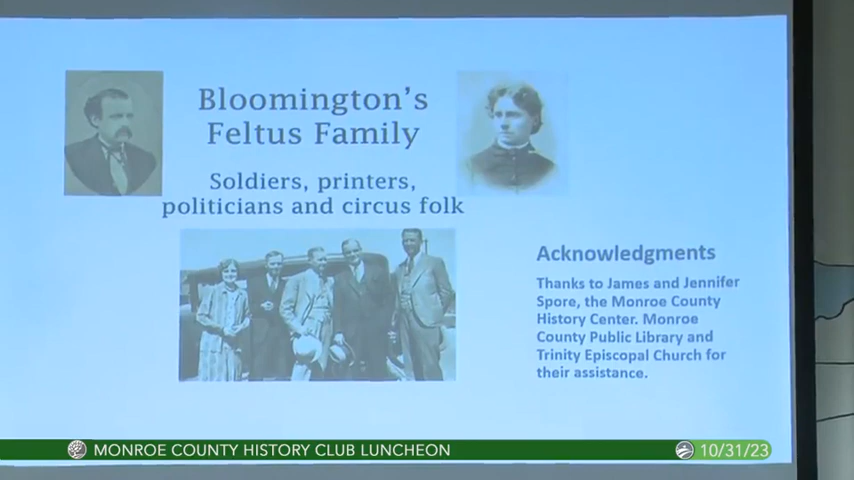 Bloomington's
Feltus Family
Soldiers, printers,
politicians and circus folk
Acknowledgments
Thanks to James and Jennifer
Spore, the Monroe County
History Center. Monroe
County Public Library and
Trinity Episcopal Church for
their assistance.
MONROE COUNTY HISTORY CLUB LUNCHEON
10/31/23